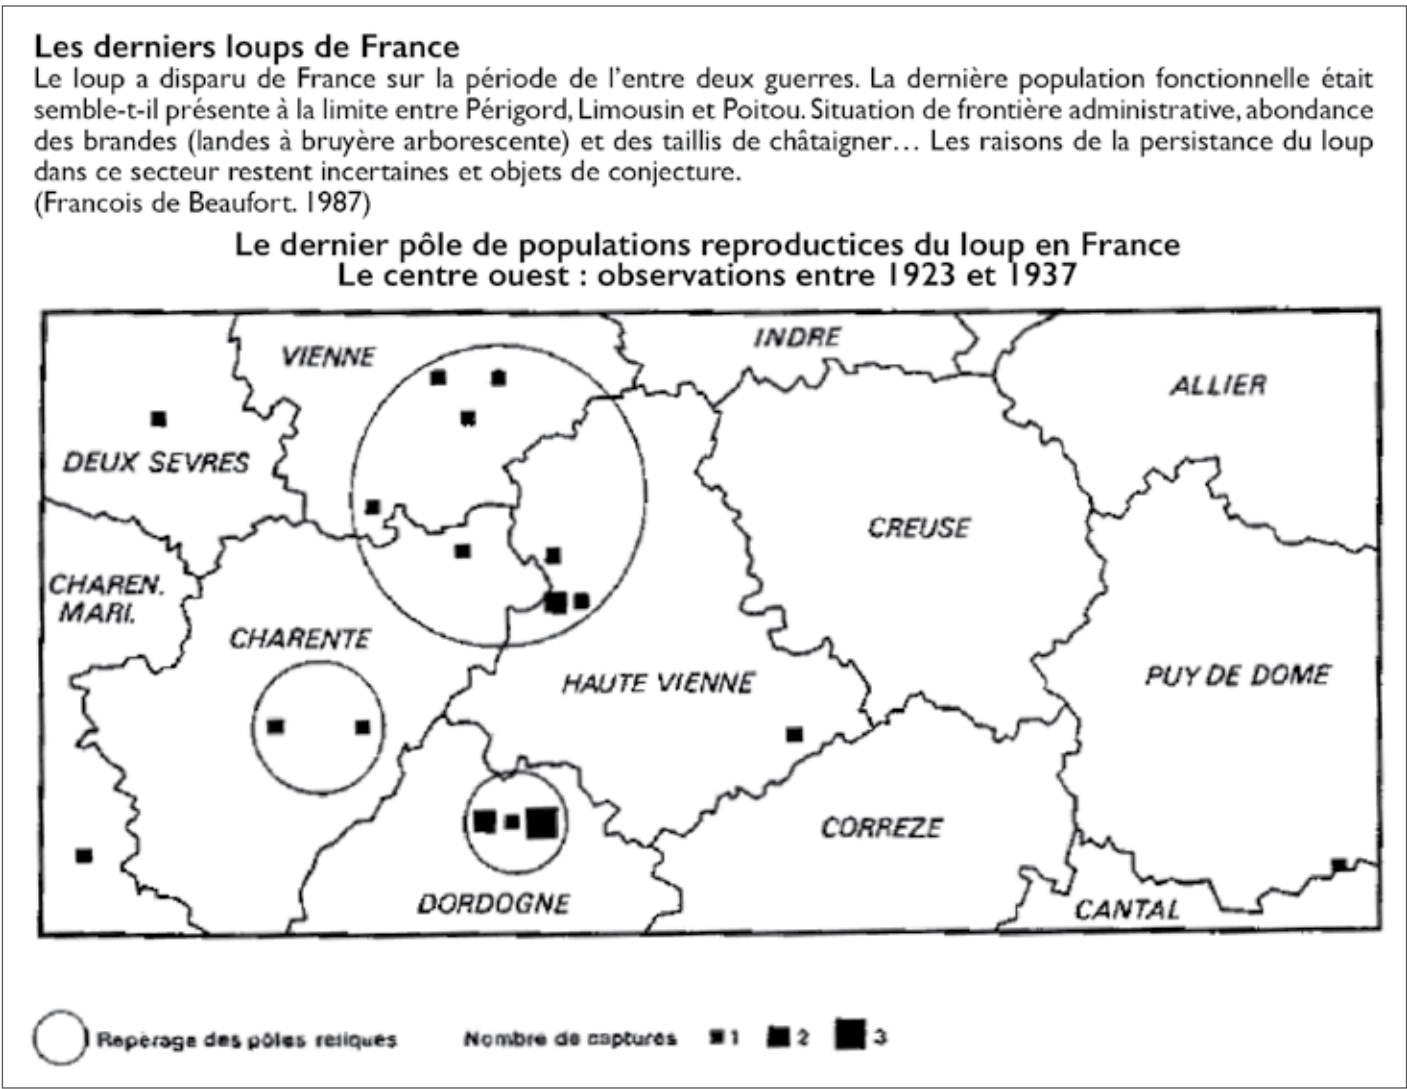 Les derniers loups de France
Le loup a disparu de France sur la période de l'entre deux guerres. La dernière population fonctionnelle était
semble-t-il présente à la limite entre Périgord, Limousin et Poitou. Situation de frontière administrative, abondance
des brandes (landes à bruyère arborescente) et des taillis de châtaigner... Les raisons de la persistance du loup
dans ce secteur restent incertaines et objets de conjecture.
(Francois de Beaufort. 1987)
Le dernier pôle de populations reproductices du loup en France
Le centre ouest : observations entre 1923 et 1937
INDRE
VIENNE
ALLIER
DEUX SEVRES
CREUSE
CHAREN.
MARI.
CHARENTE
HAUTE VIENNE
PUY DE DOME
CORREZE
DORDOGNE
CANTAL
Repèrage des pôles reliques
Nombre de captures 1 2 3